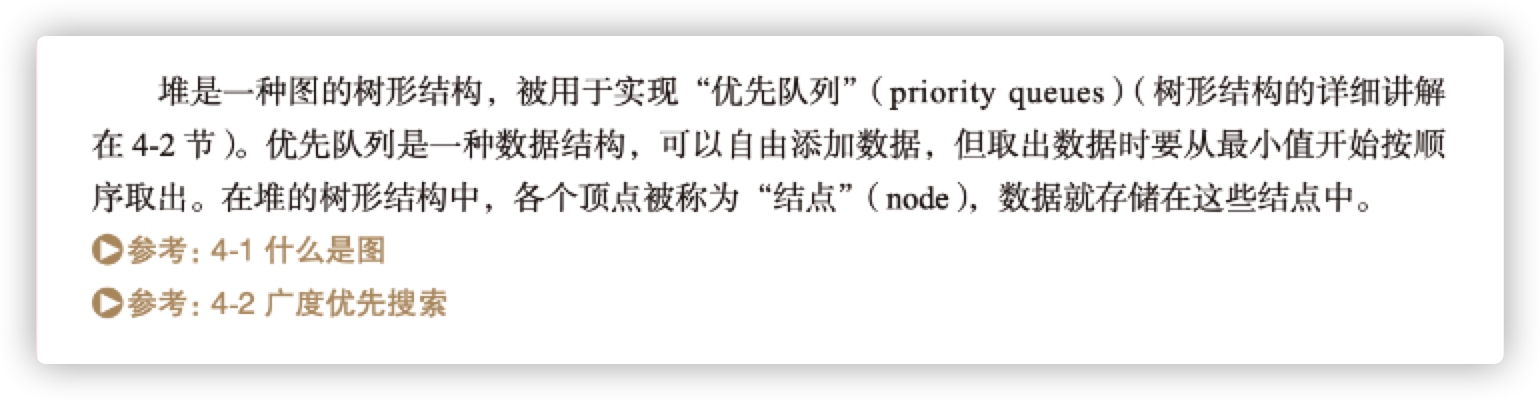 堆是一种图的树形结构，被用于实现“优先队列”（priority queues）（树形结构的详细讲解
在 4-2 节）。优先队列是一种数据结构，可以自由添加数据，但取出数据时要从最小值开始按顺
序取出。在堆的树形结构中，各个顶点被称为“结点”（node），数据就存储在这些结点中。
参考：4-1 什么是图
参考：4-2 广度优先搜索